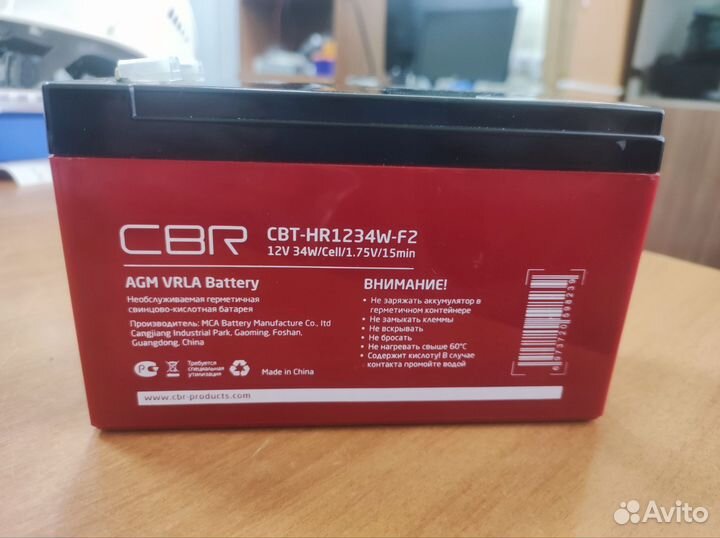 CBR
CBT-HR1234W-F2
12V 34W/Cell/1.75V/15min
AGM VRLA Battery
Необслуживаемая герметичная
свинцово-кислотная батарея
Производитель: MCA Battery Manufacture Co., ltd
Cangjiang Industrial Park, Gaoming, Foshan,
Guangdong, China
Требуется
специальная
утилизация
Made in China
www.cbr-products.com
ВНИМАНИЕ!
• Не заряжать аккумулятор в
герметичном контейнере
• Не замыкать клеммы
• Не вскрывать
• Не бросать
• Не нагревать свыше 60°С
• Содержит кислоту! В случае
контакта промойте водой
Avito